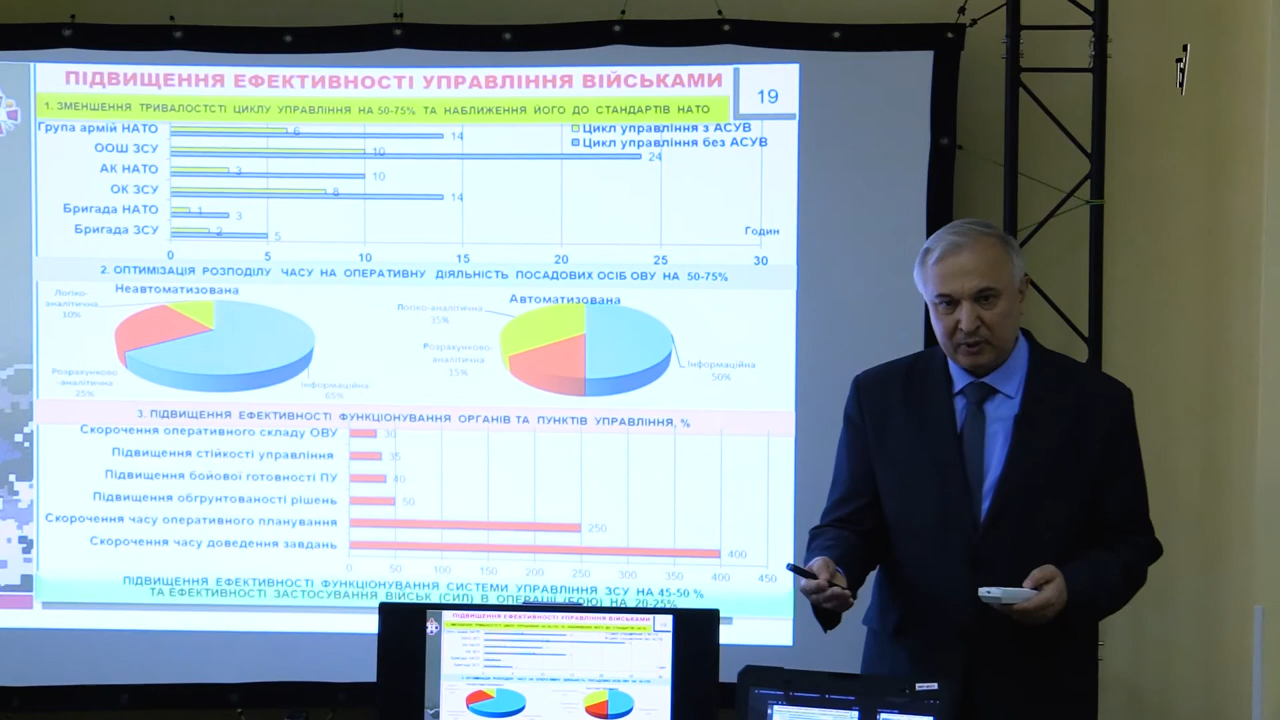 ПІДВИЩЕННЯ ЕФЕКТИВНОСТІ УПРАВЛІННЯ ВІЙСЬКАМИ
19
1. ЗМЕНШЕННЯ ТРИВАЛОСТСТІ ЦИКЛУ УПРАВЛІННЯ НА 50-75% ТА НАБЛИЖЕННЯ ЙОГО ДО СТАНДАРТІВ НАТО
Група армій НАТО 6 14
Цикл управління з АСУВ
Цикл управління без АСУВ
ООШ ЗСУ 10 24
АК НАТО 3 10
ОК ЗСУ 8 14
Бригада НАТО 1 3
Бригада ЗСУ 2 5
Годин
0 5 10 15 20 25 30
2. ОПТИМІЗАЦІЯ РОЗПОДІЛУ ЧАСУ НА ОПЕРАТИВНУ ДІЯЛЬНІСТЬ ПОСАДОВИХ ОСІБ ОВУ НА 50-75%
Неавтоматизована
Логіко-
аналітична
10%
Розрахунково
-аналітична
25%
Інформаційна
65%
Автоматизована
Логіко-аналітична
35%
Розрахунково-
аналітична
15%
Інформаційна
50%
3. ПІДВИЩЕННЯ ЕФЕКТИВНОСТІ ФУНКЦІОНУВАННЯ ОРГАНІВ ТА ПУНКТІВ УПРАВЛІННЯ, %
Скорочення оперативного складу ОВУ 30
Підвищення стійкості управління 35
Підвищення бойової готовності ПУ 40
Підвищення обгрунтованості рішень 50
Скорочення часу оперативного планування 250
Скорочення часу доведення завдань 400
0 50 100 150 200 250 300 350 400 450
ПІДВИЩЕННЯ ЕФЕКТИВНОСТІ ФУНКЦІОНУВАННЯ СИСТЕМИ УПРАВЛІННЯ ЗСУ НА 45-50 %
ТА ЕФЕКТИВНОСТІ ЗАСТОСУВАННЯ ВІЙСЬК (СИЛ) В ОПЕРАЦІЇ (БОЮ) НА 20-25%
ПІДВИЩЕННЯ ЕФЕКТИВНОСТІ УПРАВЛІННЯ ВІЙСЬКАМИ
19